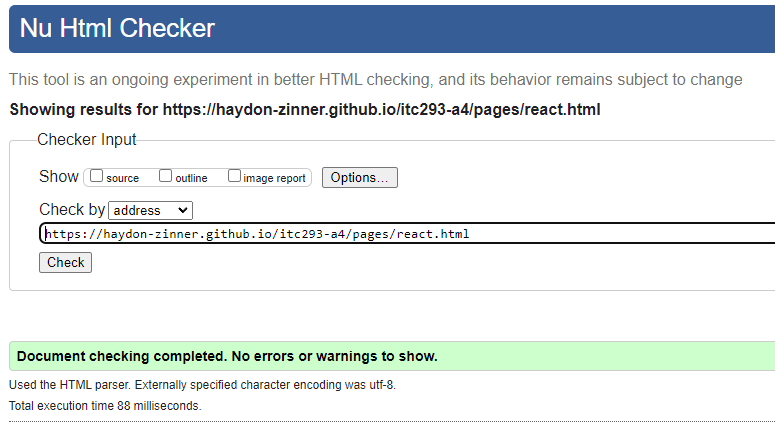 Nu Html Checker
This tool is an ongoing experiment in better HTML checking, and its behavior remains subject to change
Showing results for https://haydon-zinner.github.io/itc293-a4/pages/react.html
Checker Input
Show source outline image report Options...
Check by address
https://haydon-zinner.github.io/itc293-a4/pages/react.html
Check
Document checking completed. No errors or warnings to show.
Used the HTML parser. Externally specified character encoding was utf-8.
Total execution time 88 milliseconds.